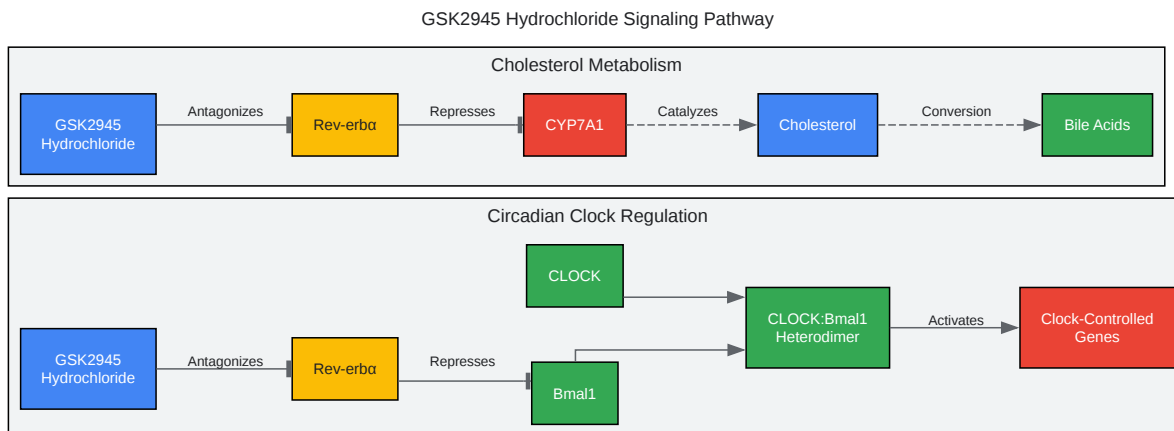 GSK2945 Hydrochloride Signaling Pathway
Cholesterol Metabolism
GSK2945
Hydrochloride
Antagonizes
Rev-erbα
Represses
CYP7A1
Catalyzes
Cholesterol
Conversion
Bile Acids
Circadian Clock Regulation
CLOCK
GSK2945
Hydrochloride
Antagonizes
Rev-erbα
Represses
Bmal1
CLOCK:Bmal1
Heterodimer
Activates
Clock-Controlled
Genes